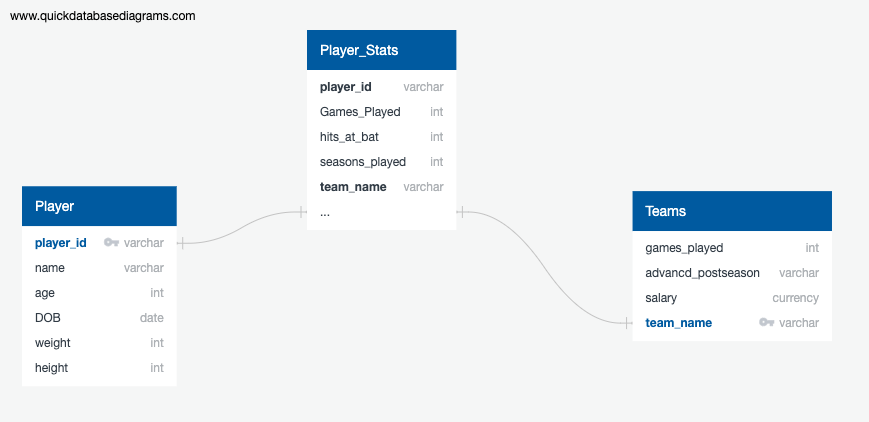 www.quickdatabasediagrams.com
Player_Stats
player_id varchar
Games_Played int
hits_at_bat int
seasons_played int
team_name varchar
...
Player
player_id varchar
name varchar
age int
DOB date
weight int
height int
Teams
games_played int
advancd_postseason varchar
salary currency
team_name varchar